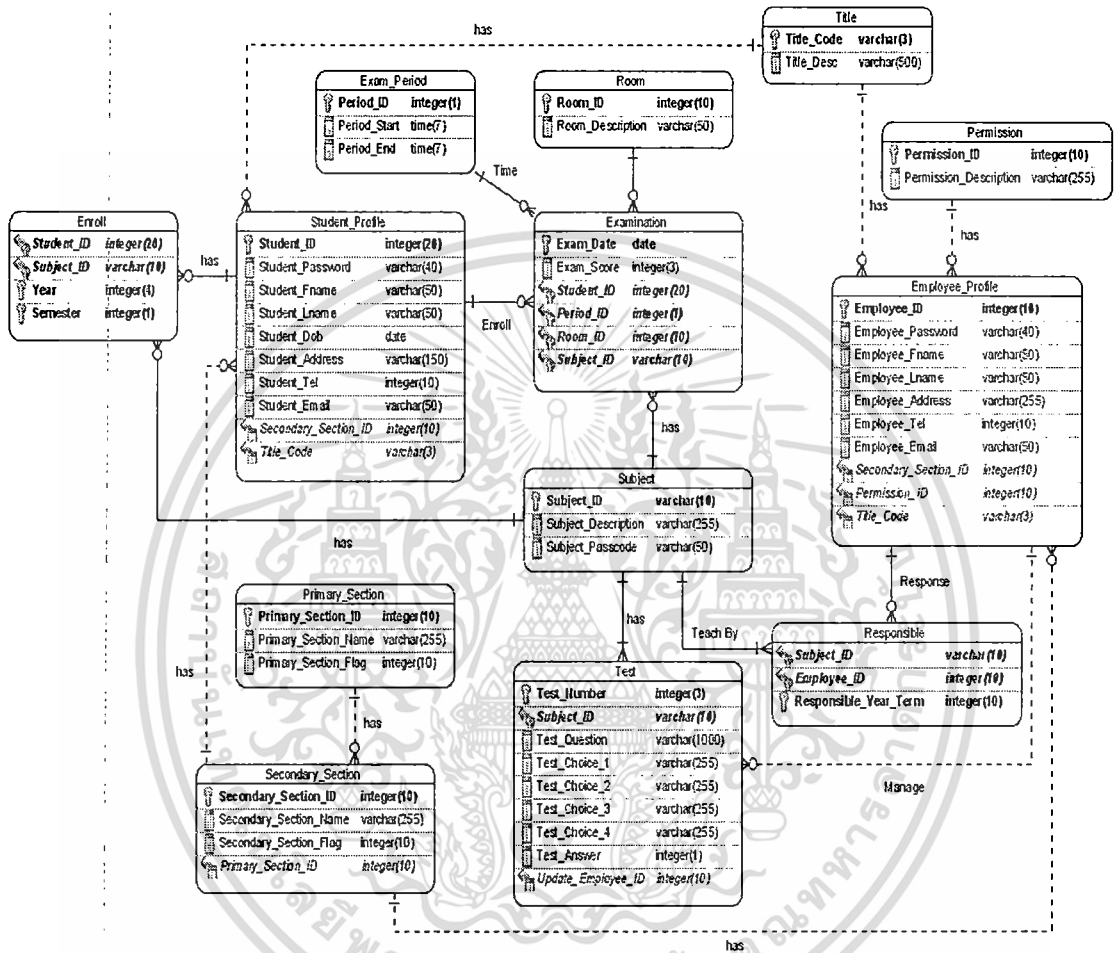 Title
Title_Code varchar(3)
Title_Desc varchar(500)
has
Exam_Period
Period_ID integer(1)
Period_Start time(7)
Period_End time(7)
Room
Room_ID integer(10)
Room_Description varchar(50)
Permission
Permission_ID integer(10)
Permission_Description varchar(255)
Time
has
has
Enroll
Student_ID integer(20)
Subject_ID varchar(10)
Year integer(4)
Semester integer(1)
has
Student_Profile
Student_ID integer(20)
Student_Password varchar(40)
Student_Fname varchar(50)
Student_Lname varchar(50)
Student_Dob date
Student_Address varchar(150)
Student_Tel integer(10)
Student_Email varchar(50)
Secondary_Section_ID integer(10)
Title_Code varchar(3)
Enroll
Examination
Exam_Date date
Exam_Score integer(3)
Student_ID integer(20)
Period_ID integer(1)
Room_ID integer(10)
Subject_ID varchar(10)
Employee_Profile
Employee_ID integer(10)
Employee_Password varchar(40)
Employee_Fname varchar(50)
Employee_Lname varchar(50)
Employee_Address varchar(255)
Employee_Tel integer(10)
Employee_Email varchar(50)
Secondary_Section_ID integer(10)
Permission_ID integer(10)
Title_Code varchar(3)
has
Subject
Subject_ID varchar(10)
Subject_Description varchar(255)
Subject_Passcode varchar(50)
has
Response
Primary_Section
Primary_Section_ID integer(10)
Primary_Section_Name varchar(255)
Primary_Section_Flag integer(10)
has
Teach By
Responsible
Subject_ID varchar(10)
Employee_ID integer(10)
Responsible_Year_Term integer(10)
has
has
Test
Test_Number integer(3)
Subject_ID varchar(10)
Test_Question varchar(1000)
Test_Choice_1 varchar(255)
Test_Choice_2 varchar(255)
Test_Choice_3 varchar(255)
Test_Choice_4 varchar(255)
Test_Answer integer(1)
Update_Employee_ID integer(10)
Manage
Secondary_Section
Secondary_Section_ID integer(10)
Secondary_Section_Name varchar(255)
Secondary_Section_Flag integer(10)
Primary_Section_ID integer(10)
has